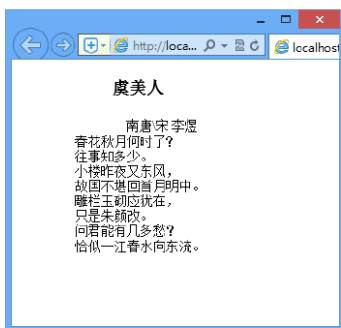 http://loca...
localhost
虞美人
南唐\宋 李煜
春花秋月何时了?
往事知多少。
小楼昨夜又东风,
故国不堪回首月明中。
雕栏玉砌应犹在,
只是朱颜改。
问君能有几多愁?
恰似一江春水向东流。